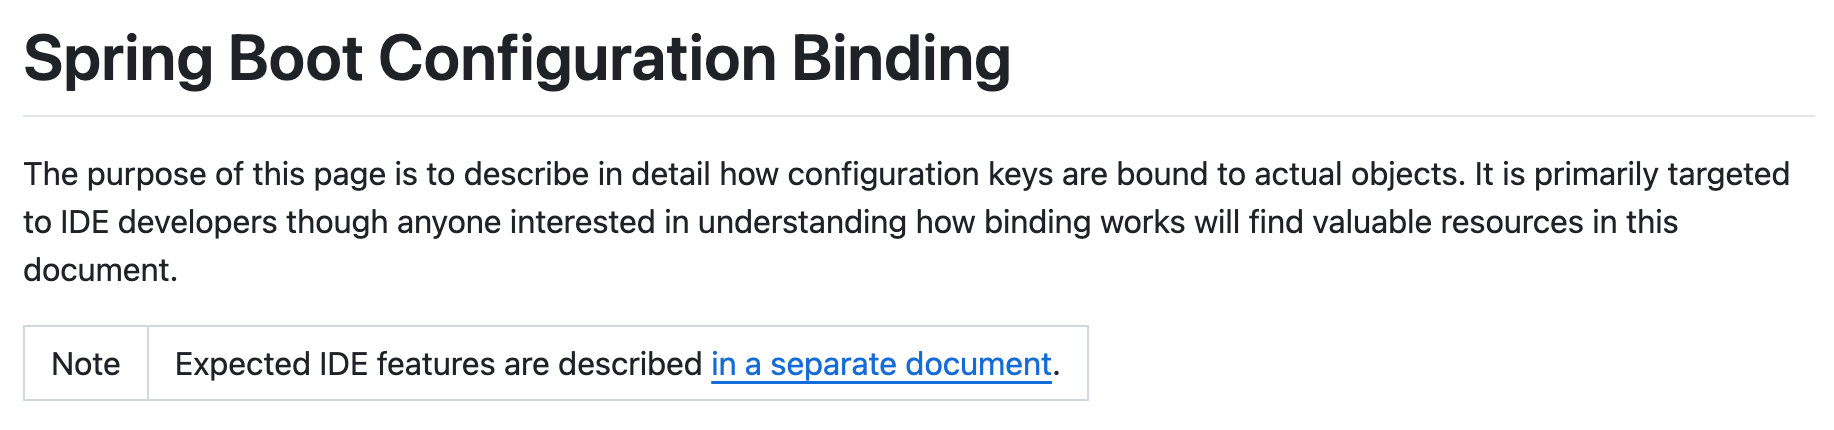 Spring Boot Configuration Binding
The purpose of this page is to describe in detail how configuration keys are bound to actual objects. It is primarily targeted
to IDE developers though anyone interested in understanding how binding works will find valuable resources in this
document.
Note Expected IDE features are described in a separate document.